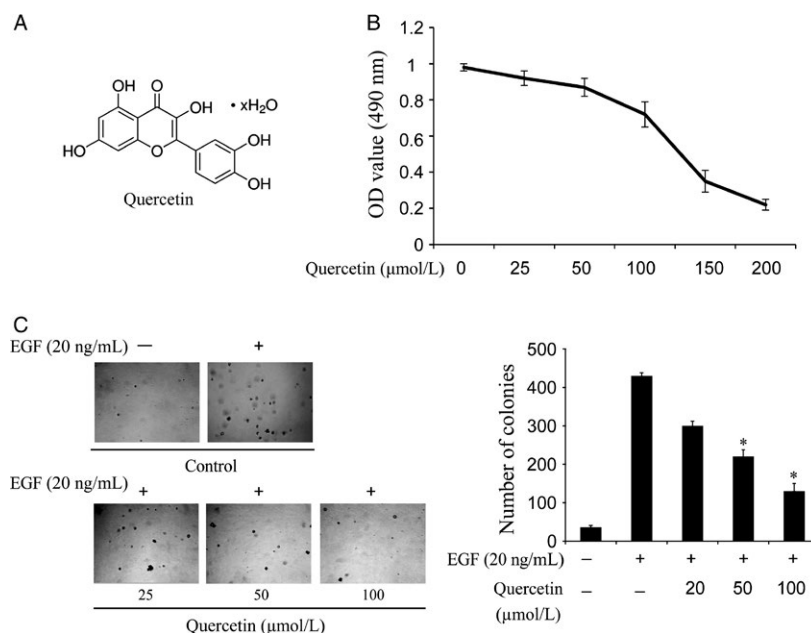 A
OH
O
OH
• xH₂O
HO
O
OH
OH
Quercetin
B
OD value (490 nm)
1
0.8
0.6
0.4
0.2
0
Quercetin (μmol/L) 0 25 50 100 150 200
C
EGF (20 ng/mL) — +
Control
EGF (20 ng/mL) + + +
25 50 100
Quercetin (μmol/L)
Number of colonies
500
400
300
200
100
0
* *
EGF (20 ng/mL) – + + + +
Quercetin – – 20 50 100
(μmol/L)